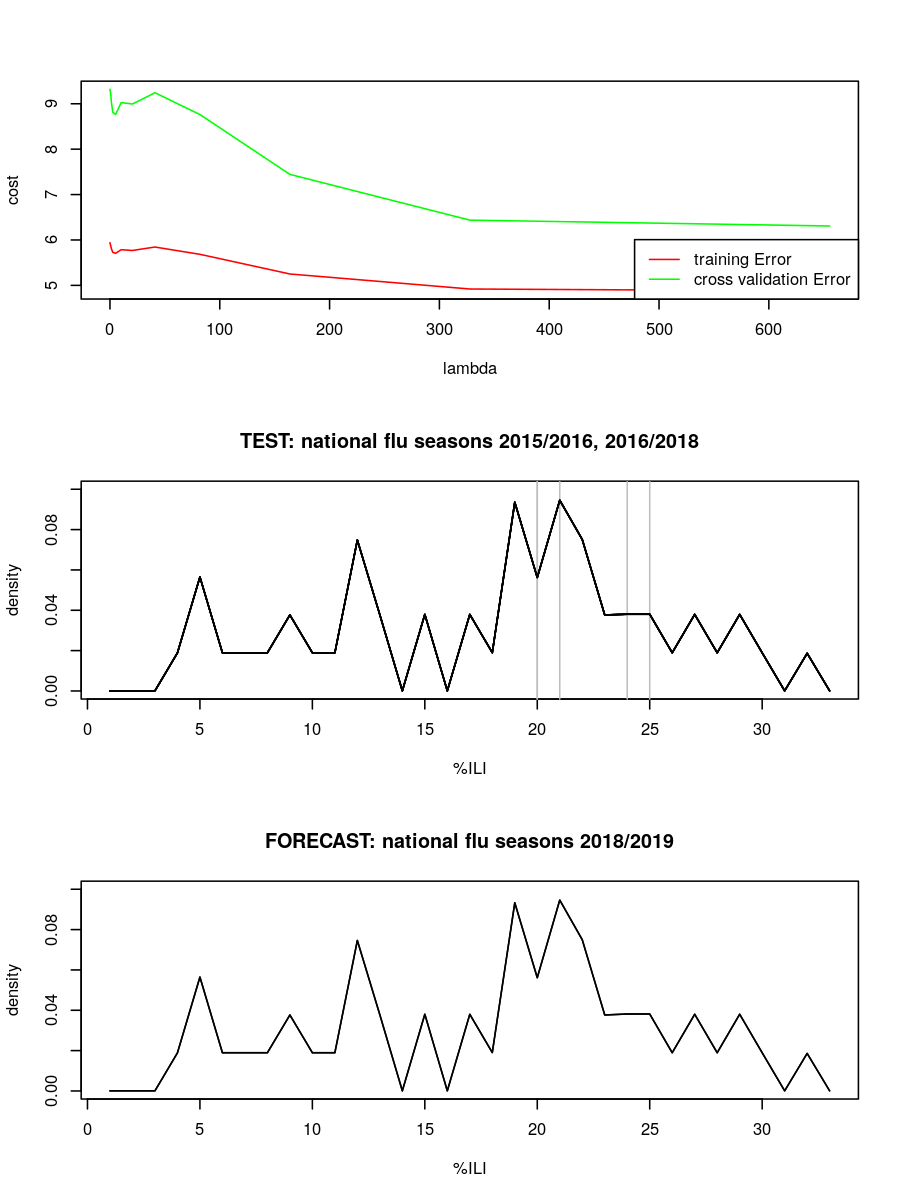 cost
9
8
7
6
5
training Error
cross validation Error
0 100 200 300 400 500 600
lambda
TEST: national flu seasons 2015/2016, 2016/2018
density
0.08
0.04
0.00
0 5 10 15 20 25 30
%ILI
FORECAST: national flu seasons 2018/2019
density
0.08
0.04
0.00
0 5 10 15 20 25 30
%ILI